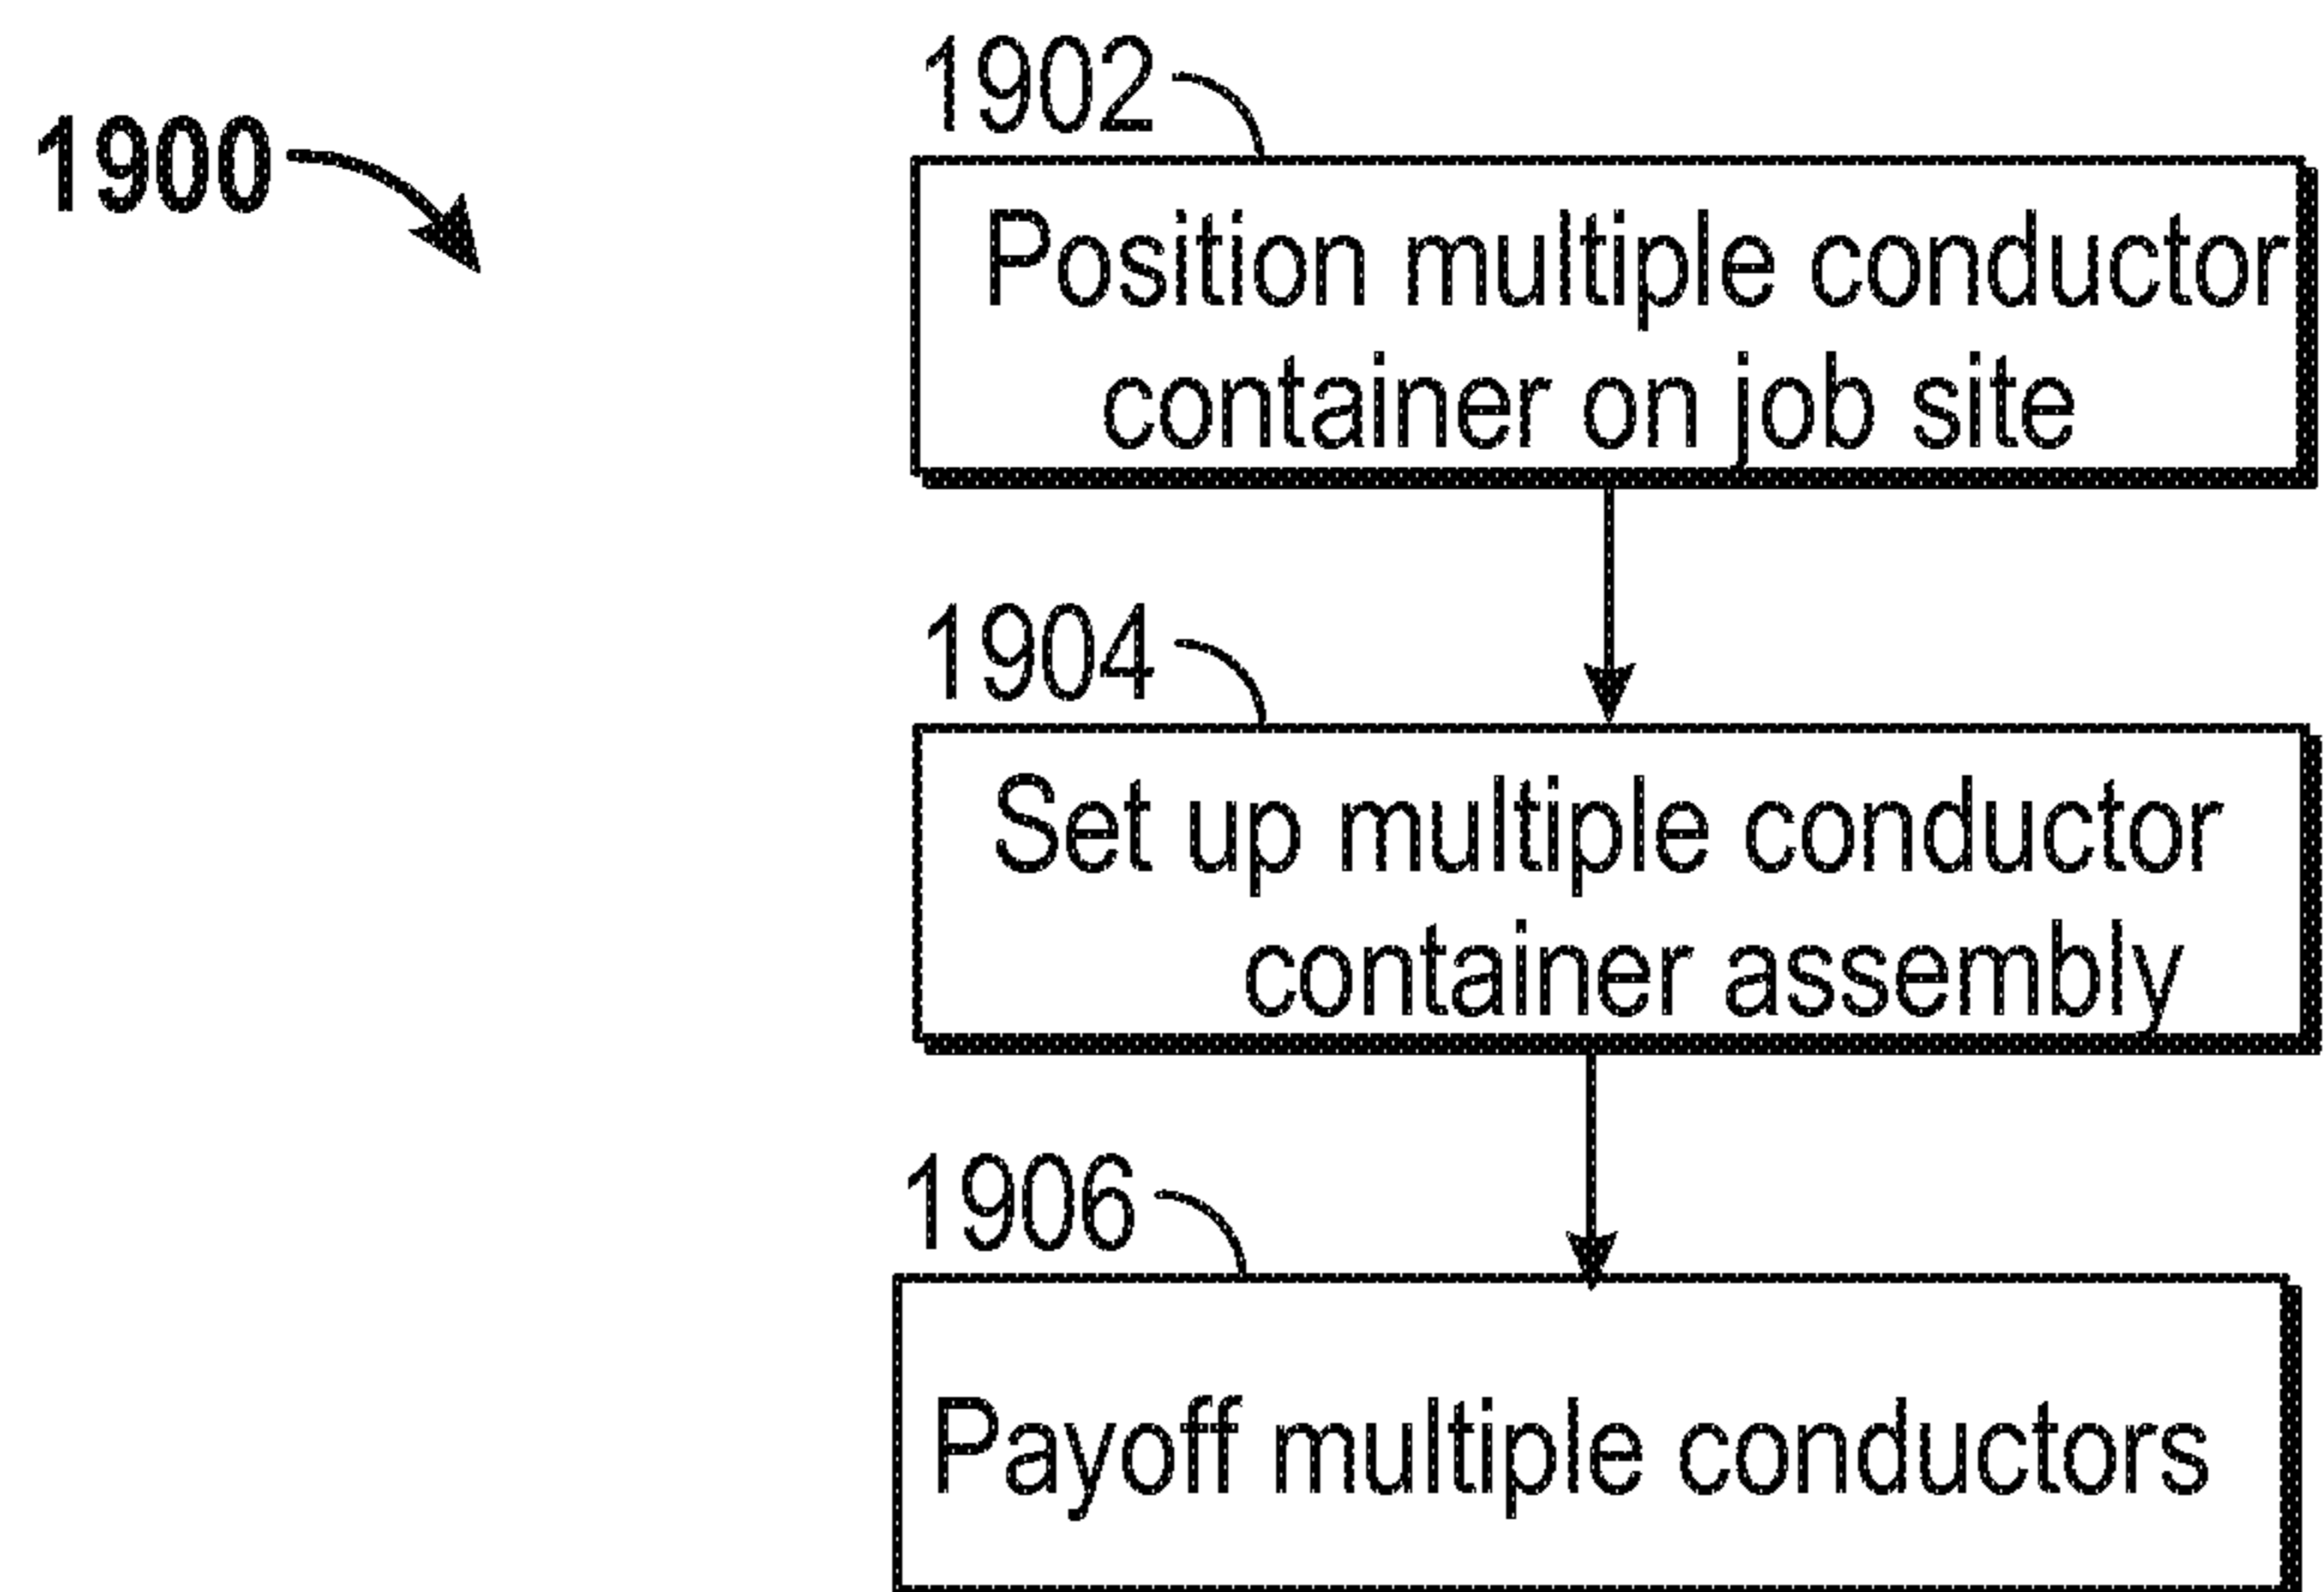 1900
1902
Position multiple conductor
container on job site
1904
Set up multiple conductor
container assembly
1906
Payoff multiple conductors